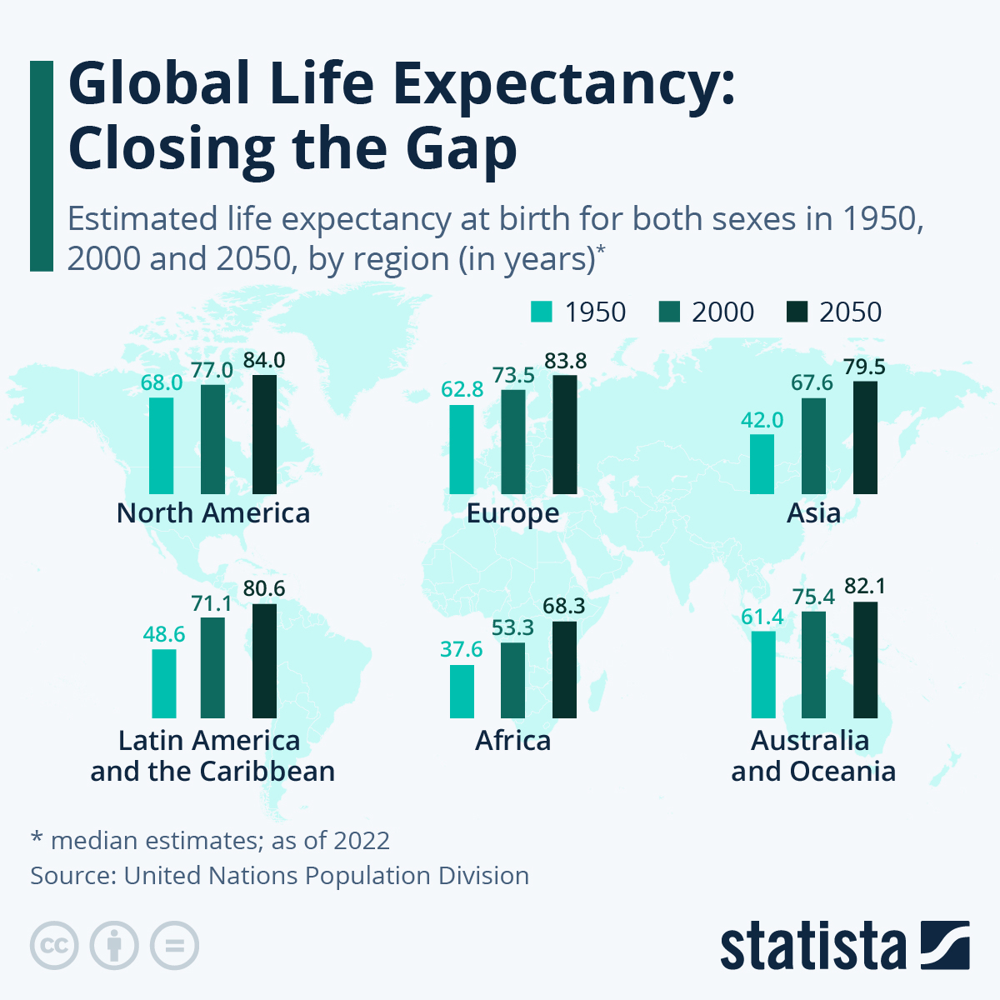 Global Life Expectancy:
Closing the Gap
Estimated life expectancy at birth for both sexes in 1950,
2000 and 2050, by region (in years)*
1950 2000 2050
68.0 77.0 84.0
North America
62.8 73.5 83.8
Europe
42.0 67.6 79.5
Asia
48.6 71.1 80.6
Latin America
and the Caribbean
37.6 53.3 68.3
Africa
61.4 75.4 82.1
Australia
and Oceania
* median estimates; as of 2022
Source: United Nations Population Division
cc =
statista